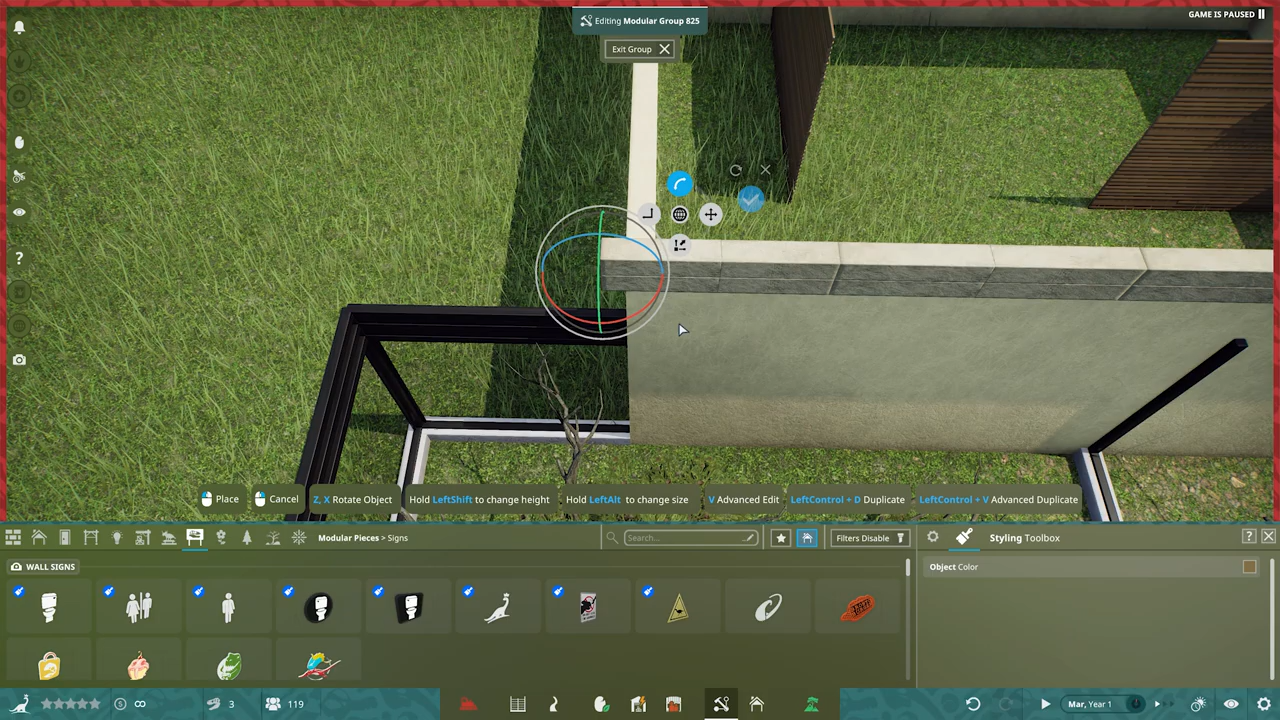 Editing Modular Group 825
GAME IS PAUSED
Exit Group
Place
Cancel
Z, X Rotate Object
Hold LeftShift to change height
Hold LeftAlt to change size
V Advanced Edit
LeftControl + D Duplicate
LeftControl + V Advanced Duplicate
Modular Pieces > Signs
Search...
Filters Disable
Styling Toolbox
?
WALL SIGNS
Object Color
3
119
Mar, Year 1